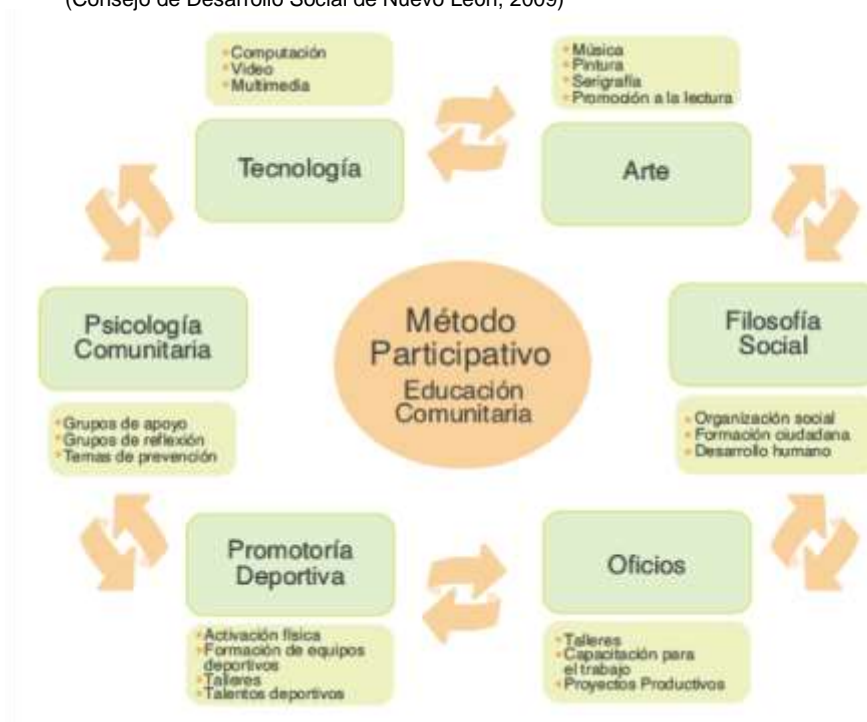 (Consejo de Desarrollo Social de Nuevo León, 2009)
• Computación
• Video
• Multimedia
Tecnología
• Música
• Pintura
• Serigrafía
• Promoción a la lectura
Arte
Psicología
Comunitaria
• Grupos de apoyo
• Grupos de reflexión
• Temas de prevención
Método
Participativo
Educación
Comunitaria
Filosofía
Social
• Organización social
• Formación ciudadana
• Desarrollo humano
Promotoría
Deportiva
• Activación física
• Formación de equipos
deportivos
• Talleres
• Talentos deportivos
Oficios
• Talleres
• Capacitación para
el trabajo
• Proyectos Productivos